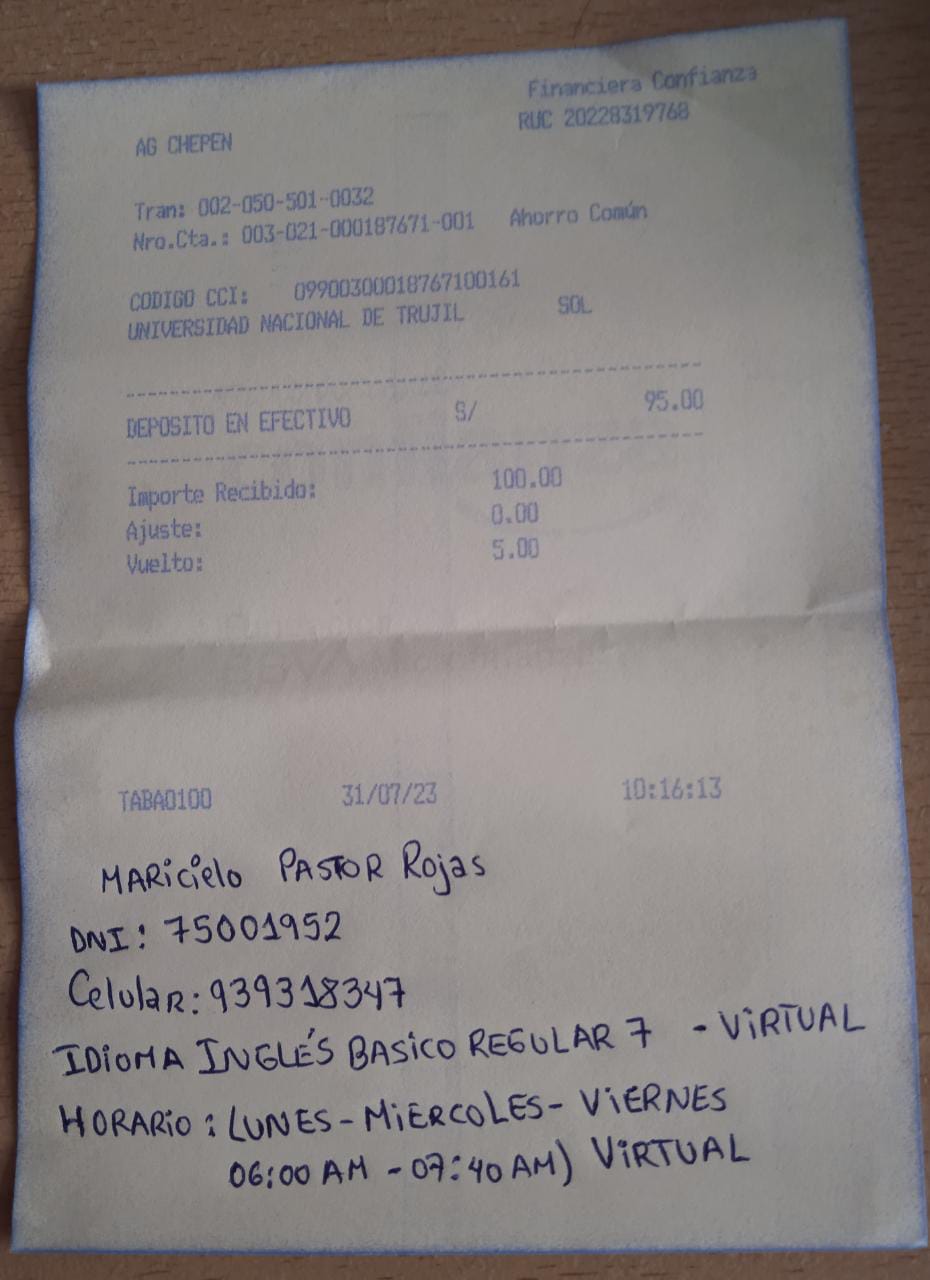 Financiera Confianza
AG CHEPEN RUC 20228319768
Tran: 002-050-501-0032
Nro.Cta.: 003-021-000187671-001 Ahorro Común
CODIGO CCI: 09900300018767100161
UNIVERSIDAD NACIONAL DE TRUJIL SOL
DEPOSITO EN EFECTIVO S/ 95.00
Importe Recibido: 100.00
Ajuste: 0.00
Vuelto: 5.00
TABA0100 31/07/23 10:16:13
MARicielo PASTOR Rojas
DNI: 75001952
Celular: 939318347
IDIOMA INGLÉS BASICO REGULAR 7 - VIRTUAL
HORARIO: LUNES - MIERCOLES - VIERNES
06:00 AM - 07:40 AM) VIRTUAL